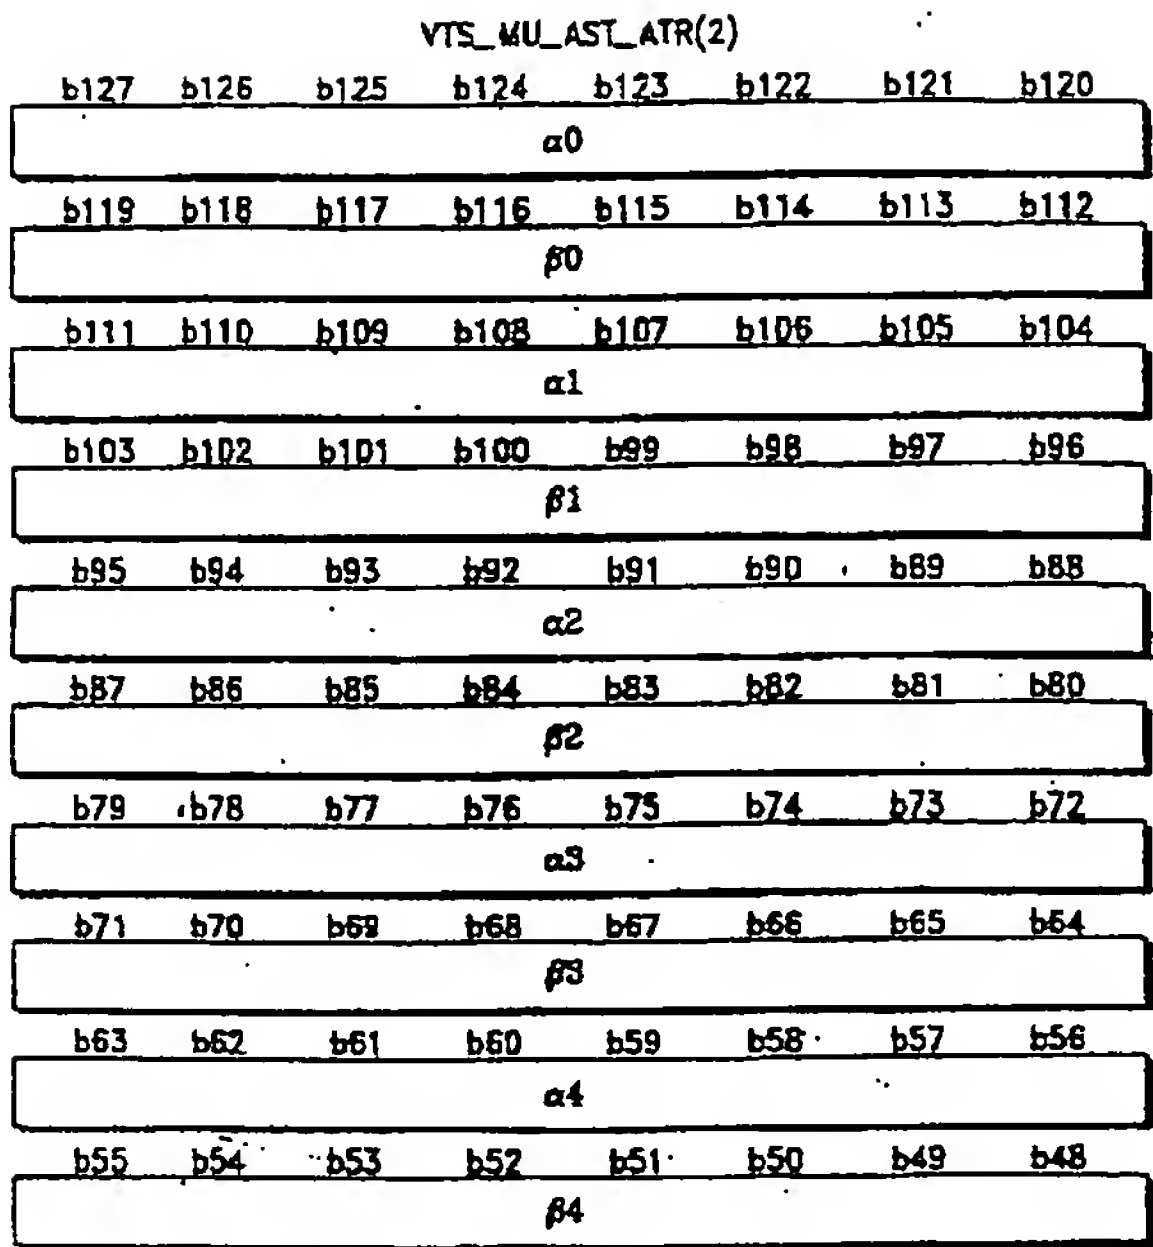 VTS_MU_AST_ATR(2)
b127 b126 b125 b124 b123 b122 b121 b120
α0
b119 b118 b117 b116 b115 b114 b113 b112
β0
b111 b110 b109 b108 b107 b106 b105 b104
α1
b103 b102 b101 b100 b99 b98 b97 b96
β1
b95 b94 b93 b92 b91 b90 b89 b88
α2
b87 b86 b85 b84 b83 b82 b81 b80
β2
b79 b78 b77 b76 b75 b74 b73 b72
α3
b71 b70 b69 b68 b67 b66 b65 b64
β3
b63 b62 b61 b60 b59 b58 b57 b56
α4
b55 b54 b53 b52 b51 b50 b49 b48
β4